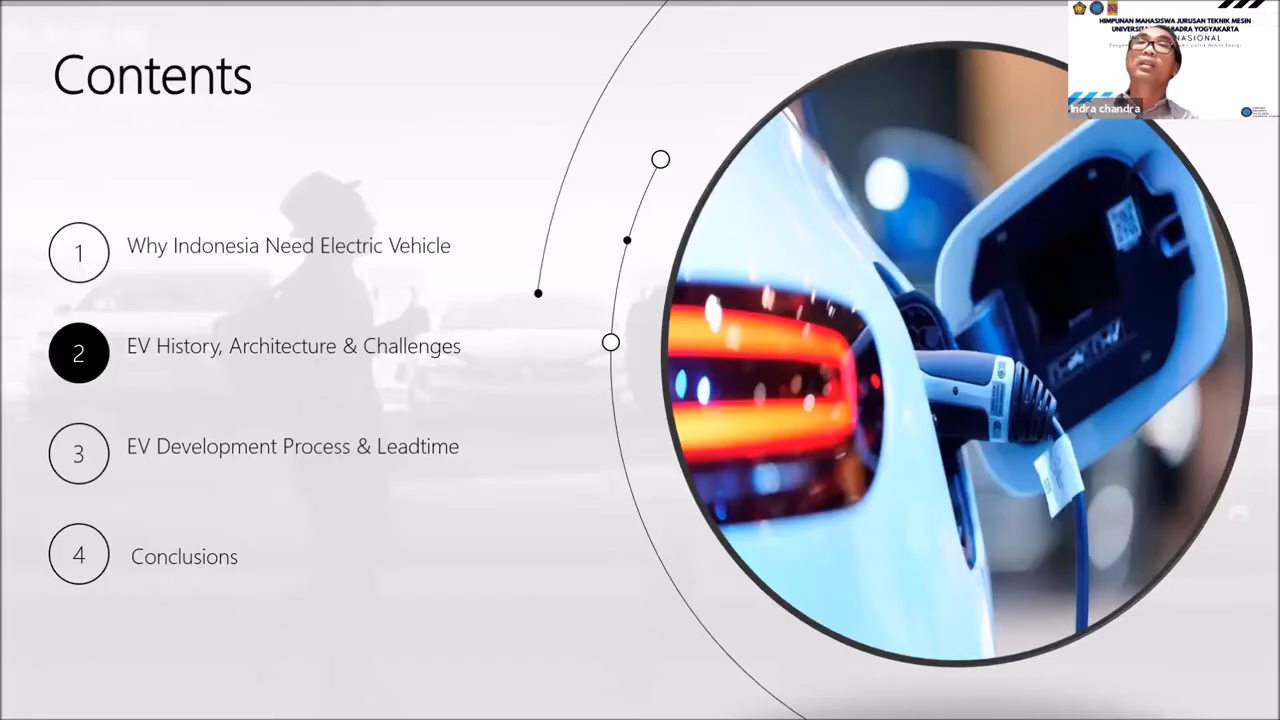 Contents
1
Why Indonesia Need Electric Vehicle
2
EV History, Architecture & Challenges
3
EV Development Process & Leadtime
4
Conclusions
HIMPUNAN MAHASISWA JURUSAN TEKNIK MESIN
YOGYAKARTA
NASIONAL
Indra chandra